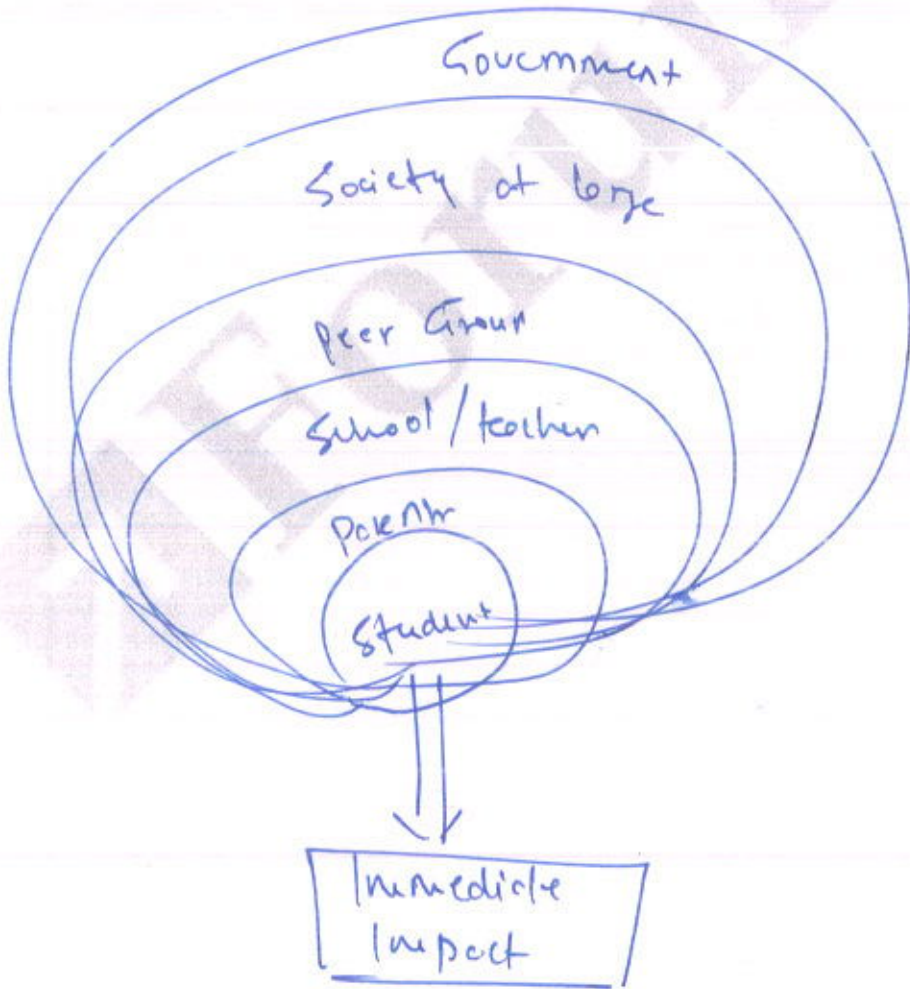 Government
Society at large
Peer Group
School/teacher
Parents
Student
Immediate
Impact